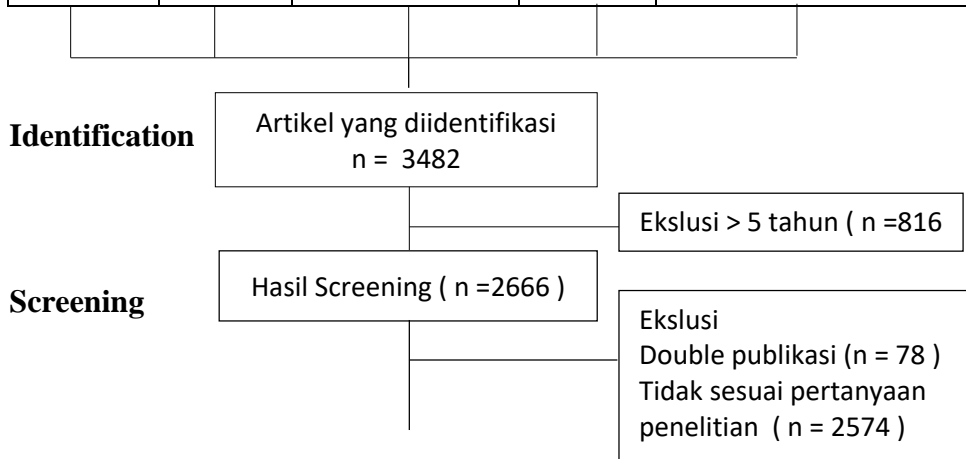 Identification
Artikel yang diidentifikasi
n = 3482
Ekslusi > 5 tahun ( n =816
Screening
Hasil Screening ( n =2666 )
Ekslusi
Double publikasi (n = 78 )
Tidak sesuai pertanyaan
penelitian ( n = 2574 )